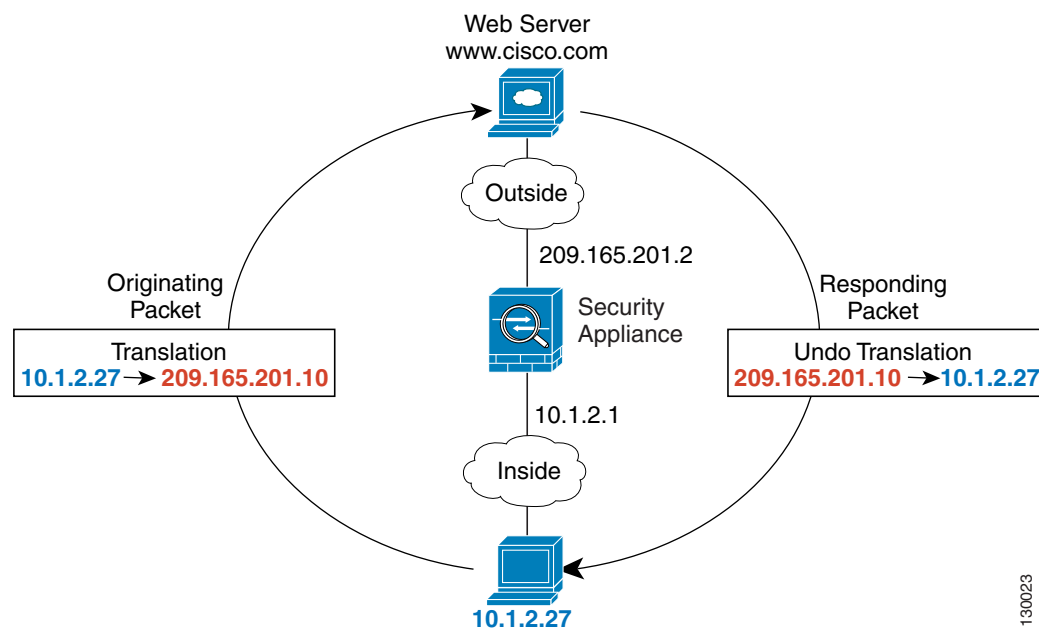 Web Server
www.cisco.com
Outside
209.165.201.2
Originating
Packet
Responding
Packet
Security
Appliance
Translation
10.1.2.27 → 209.165.201.10
Undo Translation
209.165.201.10 → 10.1.2.27
10.1.2.1
Inside
10.1.2.27
130023